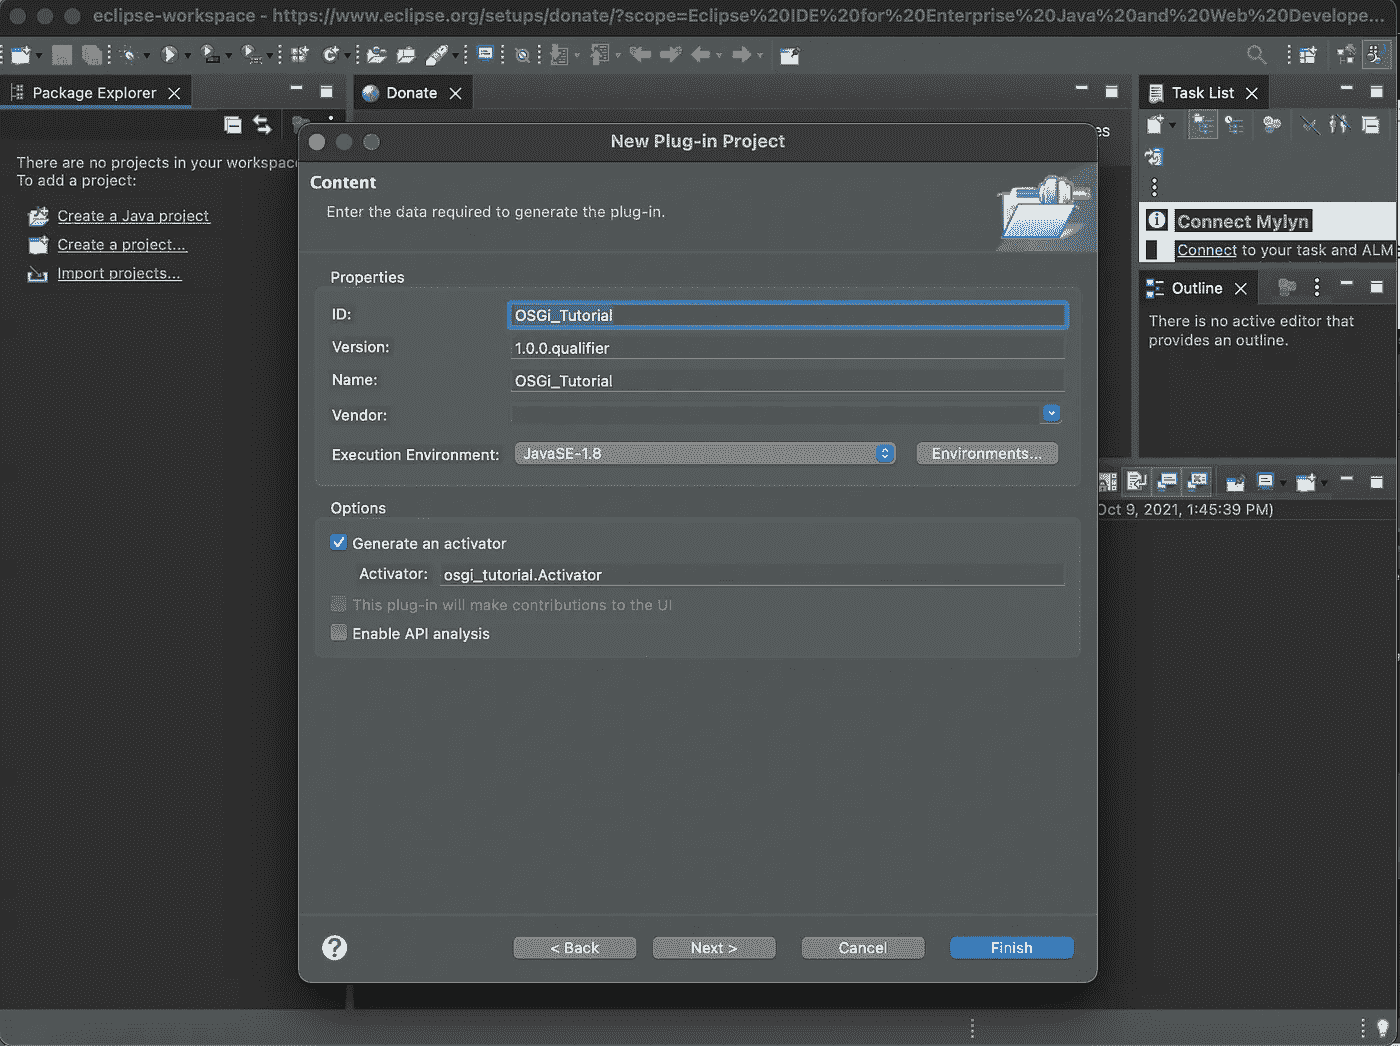 eclipse-workspace - https://www.eclipse.org/setups/donate/?scope=Eclipse%20IDE%20for%20Enterprise%20Java%20and%20Web%20Develope...
Package Explorer
Donate
Task List
There are no projects in your workspac
To add a project:
Create a Java project
Create a project...
Import projects...
New Plug-in Project
Content
Enter the data required to generate the plug-in.
Properties
ID: OSGi_Tutorial
Version: 1.0.0.qualifier
Name: OSGi_Tutorial
Vendor:
Execution Environment: JavaSE-1.8 Environments...
Options
Generate an activator
Activator: osgi_tutorial.Activator
This plug-in will make contributions to the UI
Enable API analysis
? < Back Next > Cancel Finish
es
Connect Mylyn
Connect to your task and ALM
Outline
There is no active editor that
provides an outline.
Oct 9, 2021, 1:45:39 PM)